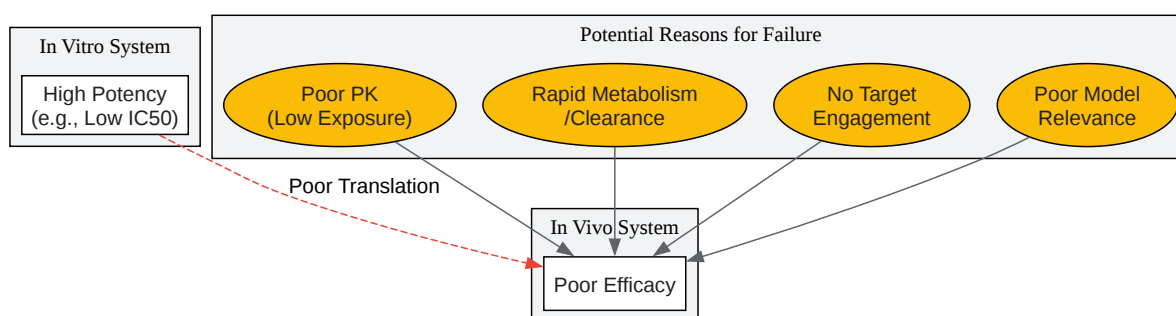 In Vitro System
High Potency
(e.g., Low IC50)
Potential Reasons for Failure
Poor PK
(Low Exposure)
Rapid Metabolism
/Clearance
No Target
Engagement
Poor Model
Relevance
Poor Translation
In Vivo System
Poor Efficacy